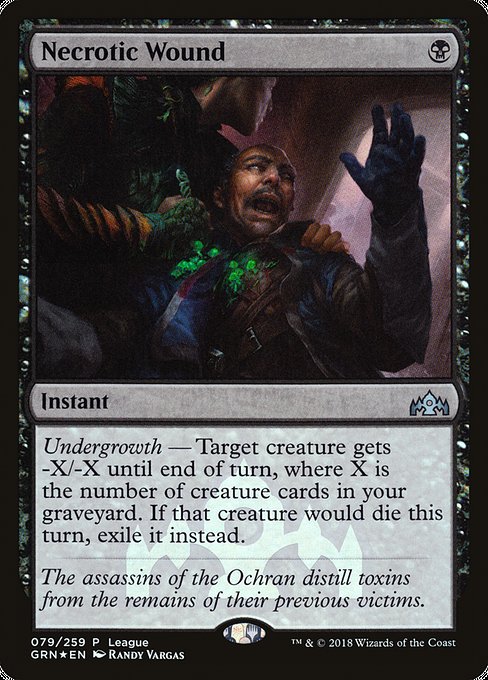 Necrotic Wound
Instant
Undergrowth — Target creature gets
-X/-X until end of turn, where X is
the number of creature cards in your
graveyard. If that creature would die this
turn, exile it instead.
The assassins of the Ochran distill toxins
from the remains of their previous victims.
079/259 P League
GRN★EN Randy Vargas
™ & © 2018 Wizards of the Coast